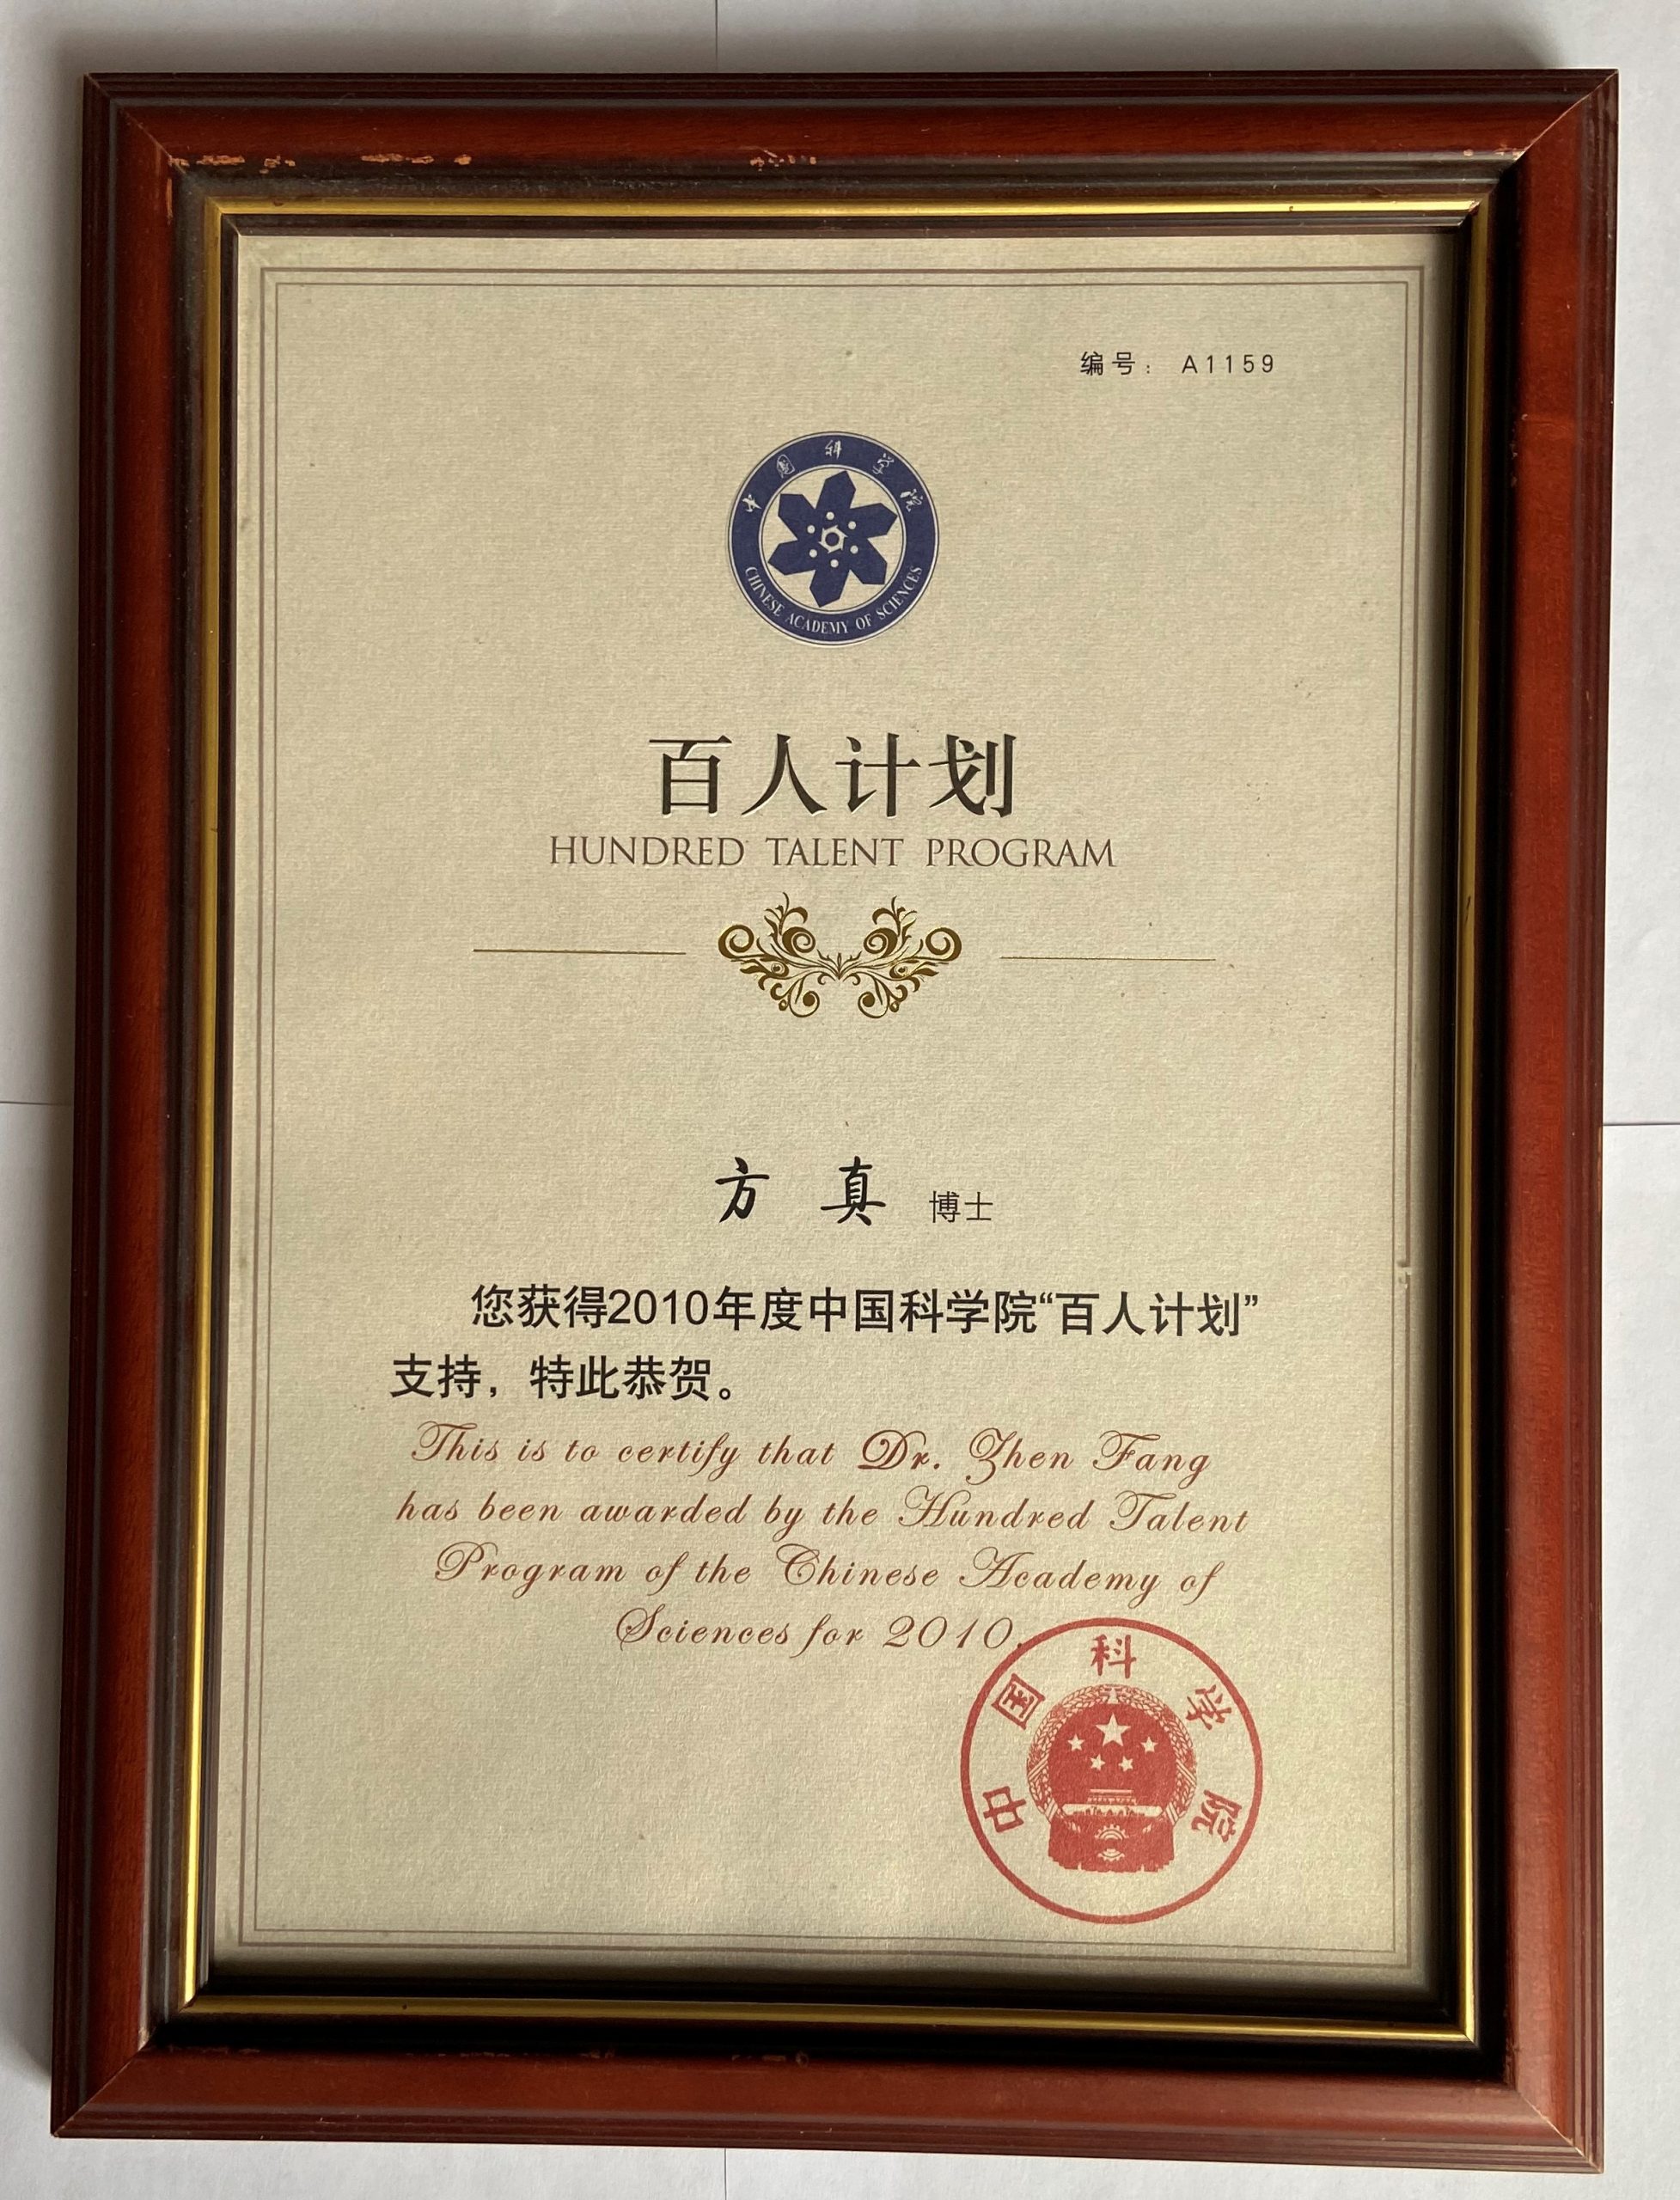 编号: A1159
中国科学院
CHINESE ACADEMY OF SCIENCES
百人计划
HUNDRED TALENT PROGRAM
方 真 博士
您获得2010年度中国科学院“百人计划”
支持，特此恭贺。
This is to certify that Dr. Zhen Fang
has been awarded by the Hundred Talent
Program of the Chinese Academy of
Sciences for 2010.
中国科学院